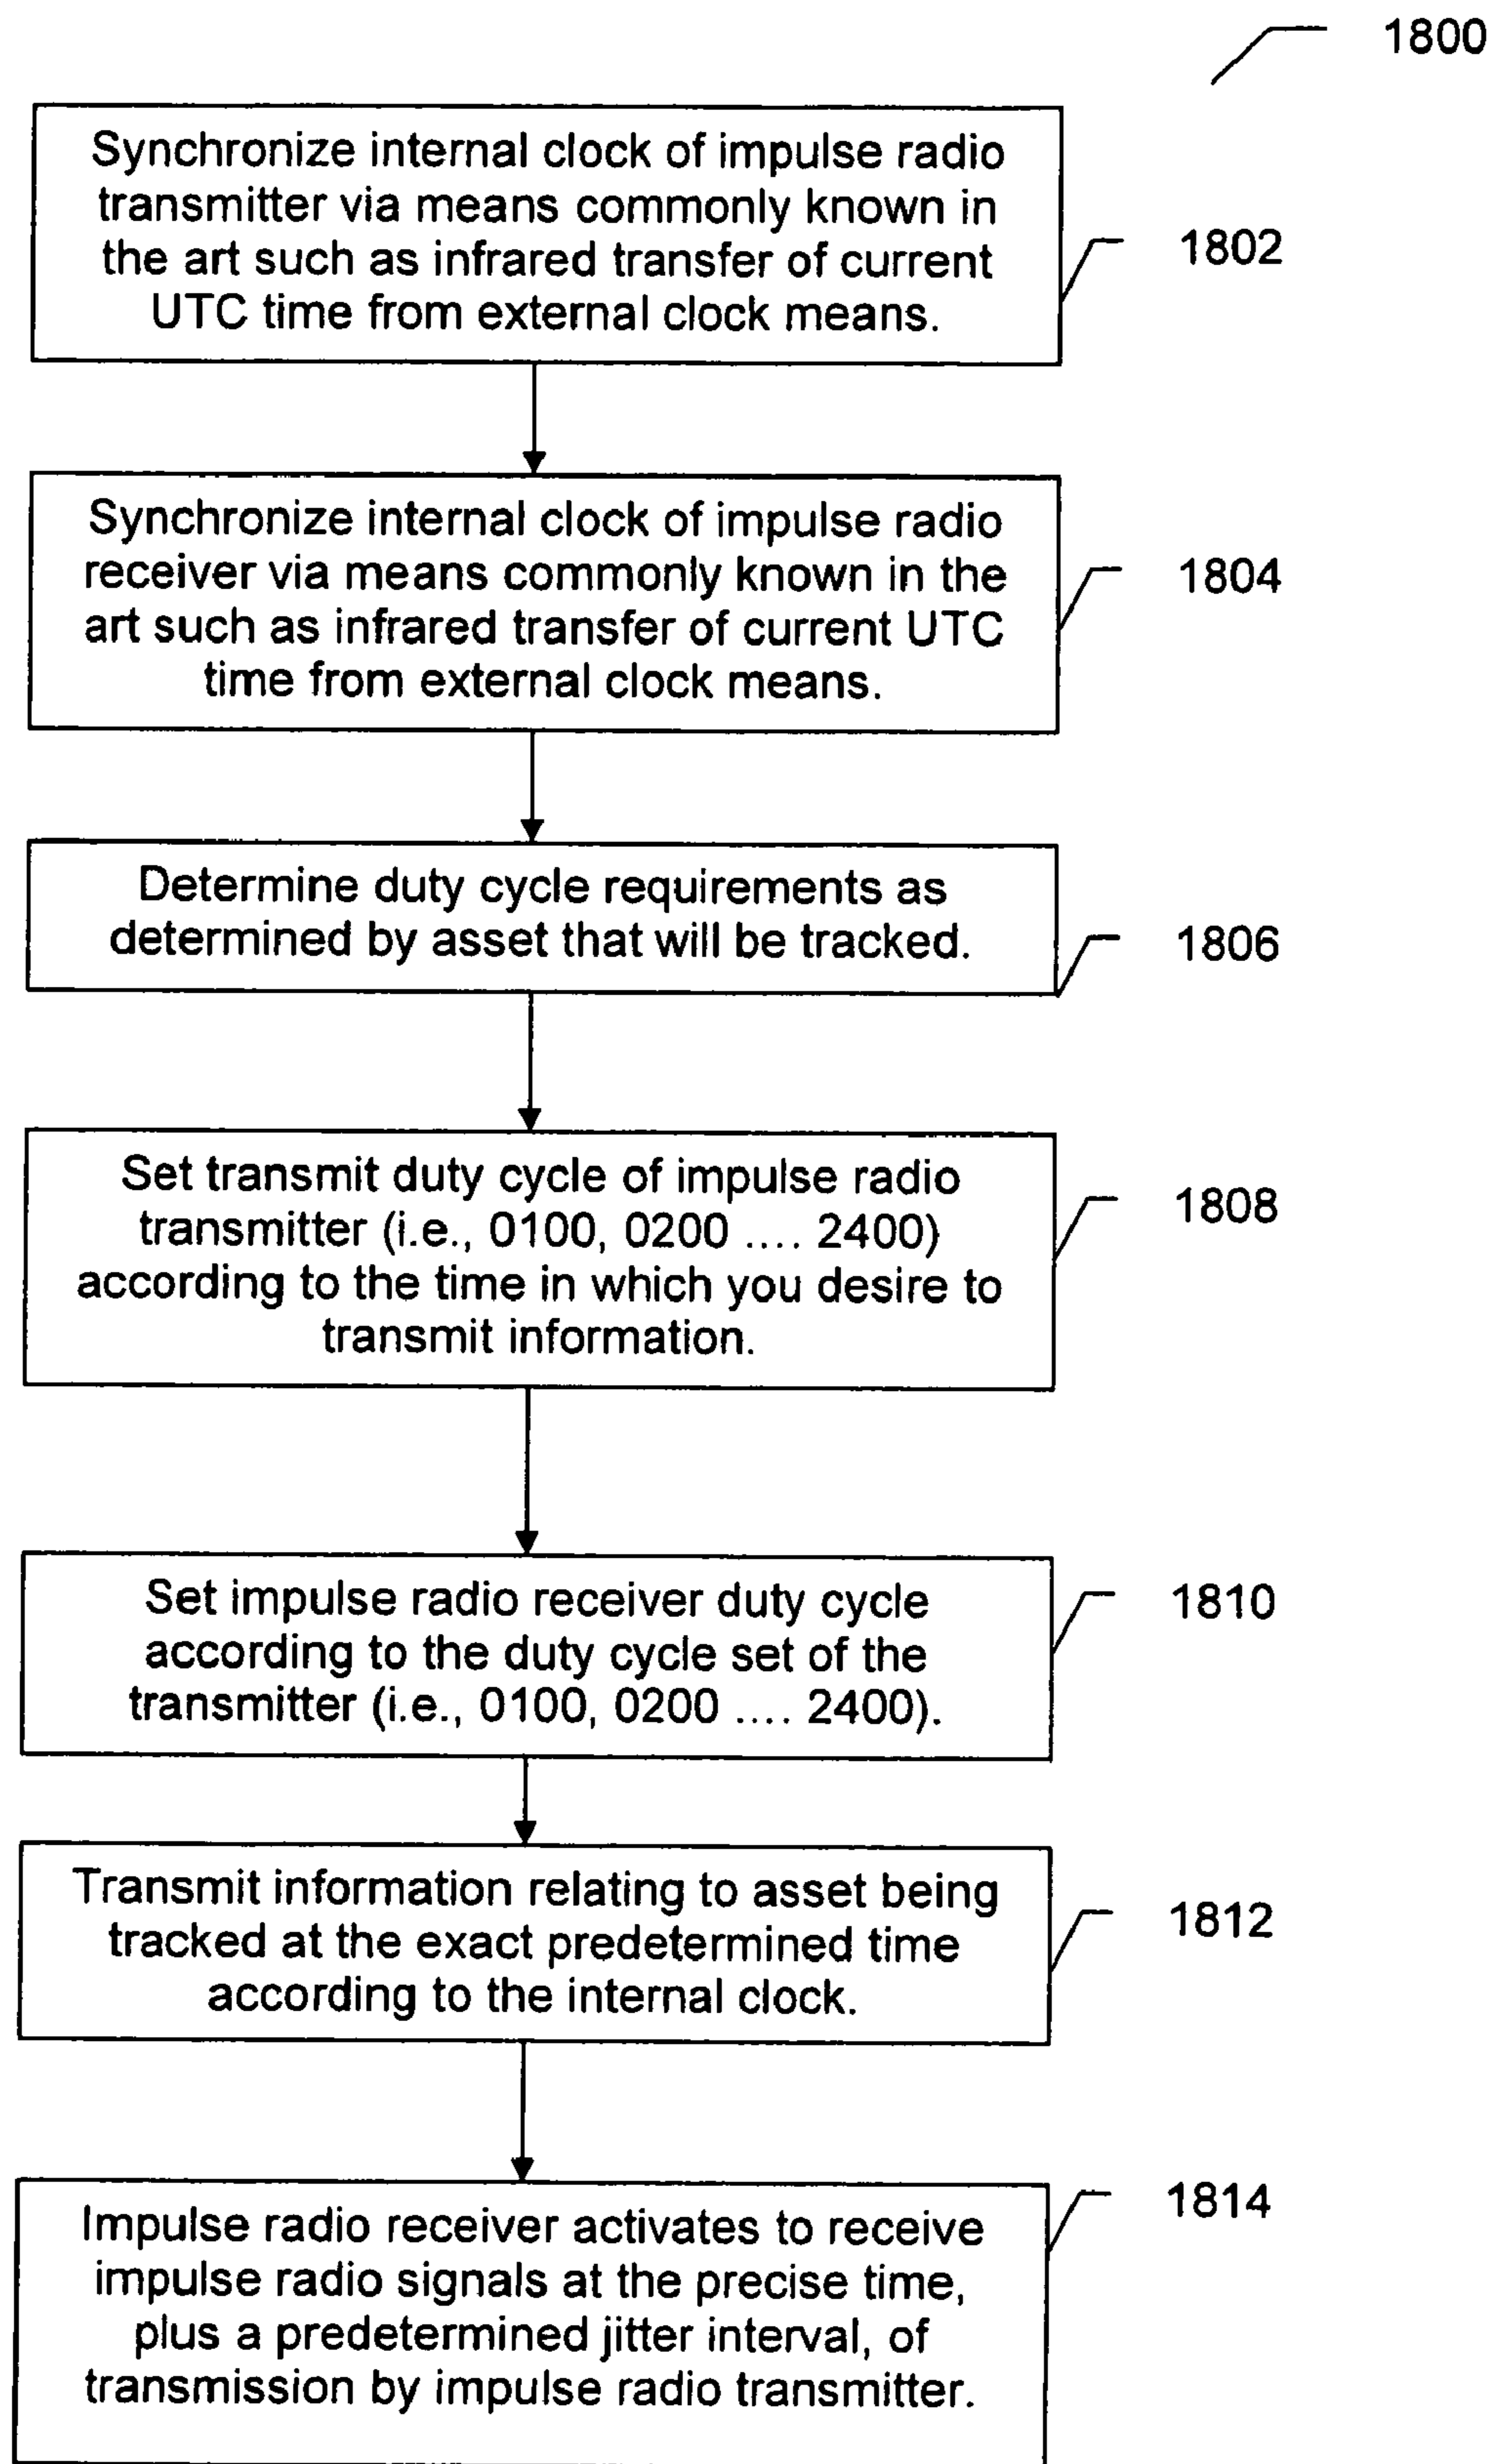 1800
Synchronize internal clock of impulse radio
transmitter via means commonly known in
the art such as infrared transfer of current
UTC time from external clock means.
1802
Synchronize internal clock of impulse radio
receiver via means commonly known in the
art such as infrared transfer of current UTC
time from external clock means.
1804
Determine duty cycle requirements as
determined by asset that will be tracked.
1806
Set transmit duty cycle of impulse radio
transmitter (i.e., 0100, 0200 .... 2400)
according to the time in which you desire to
transmit information.
1808
Set impulse radio receiver duty cycle
according to the duty cycle set of the
transmitter (i.e., 0100, 0200 .... 2400).
1810
Transmit information relating to asset being
tracked at the exact predetermined time
according to the internal clock.
1812
Impulse radio receiver activates to receive
impulse radio signals at the precise time,
plus a predetermined jitter interval, of
transmission by impulse radio transmitter.
1814